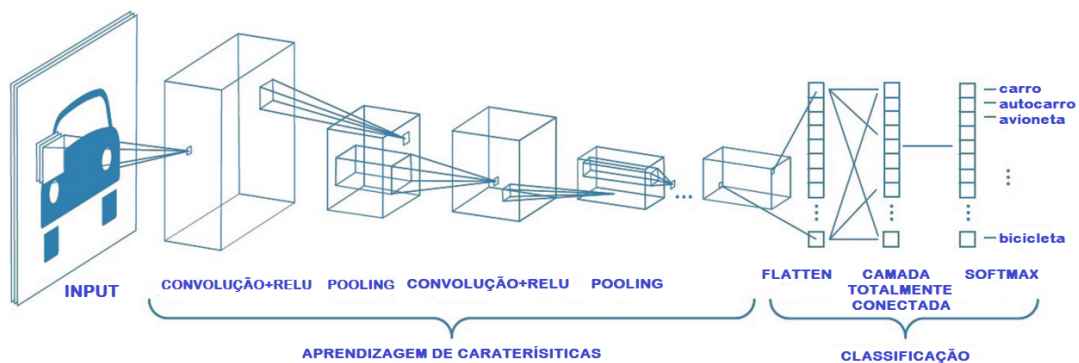 carro
autocarro
avioneta
bicicleta
INPUT
CONVOLUÇÃO+RELU
POOLING
CONVOLUÇÃO+RELU
POOLING
FLATTEN
CAMADA
TOTALMENTE
CONECTADA
SOFTMAX
APRENDIZAGEM DE CARATERÍSITICAS
CLASSIFICAÇÃO